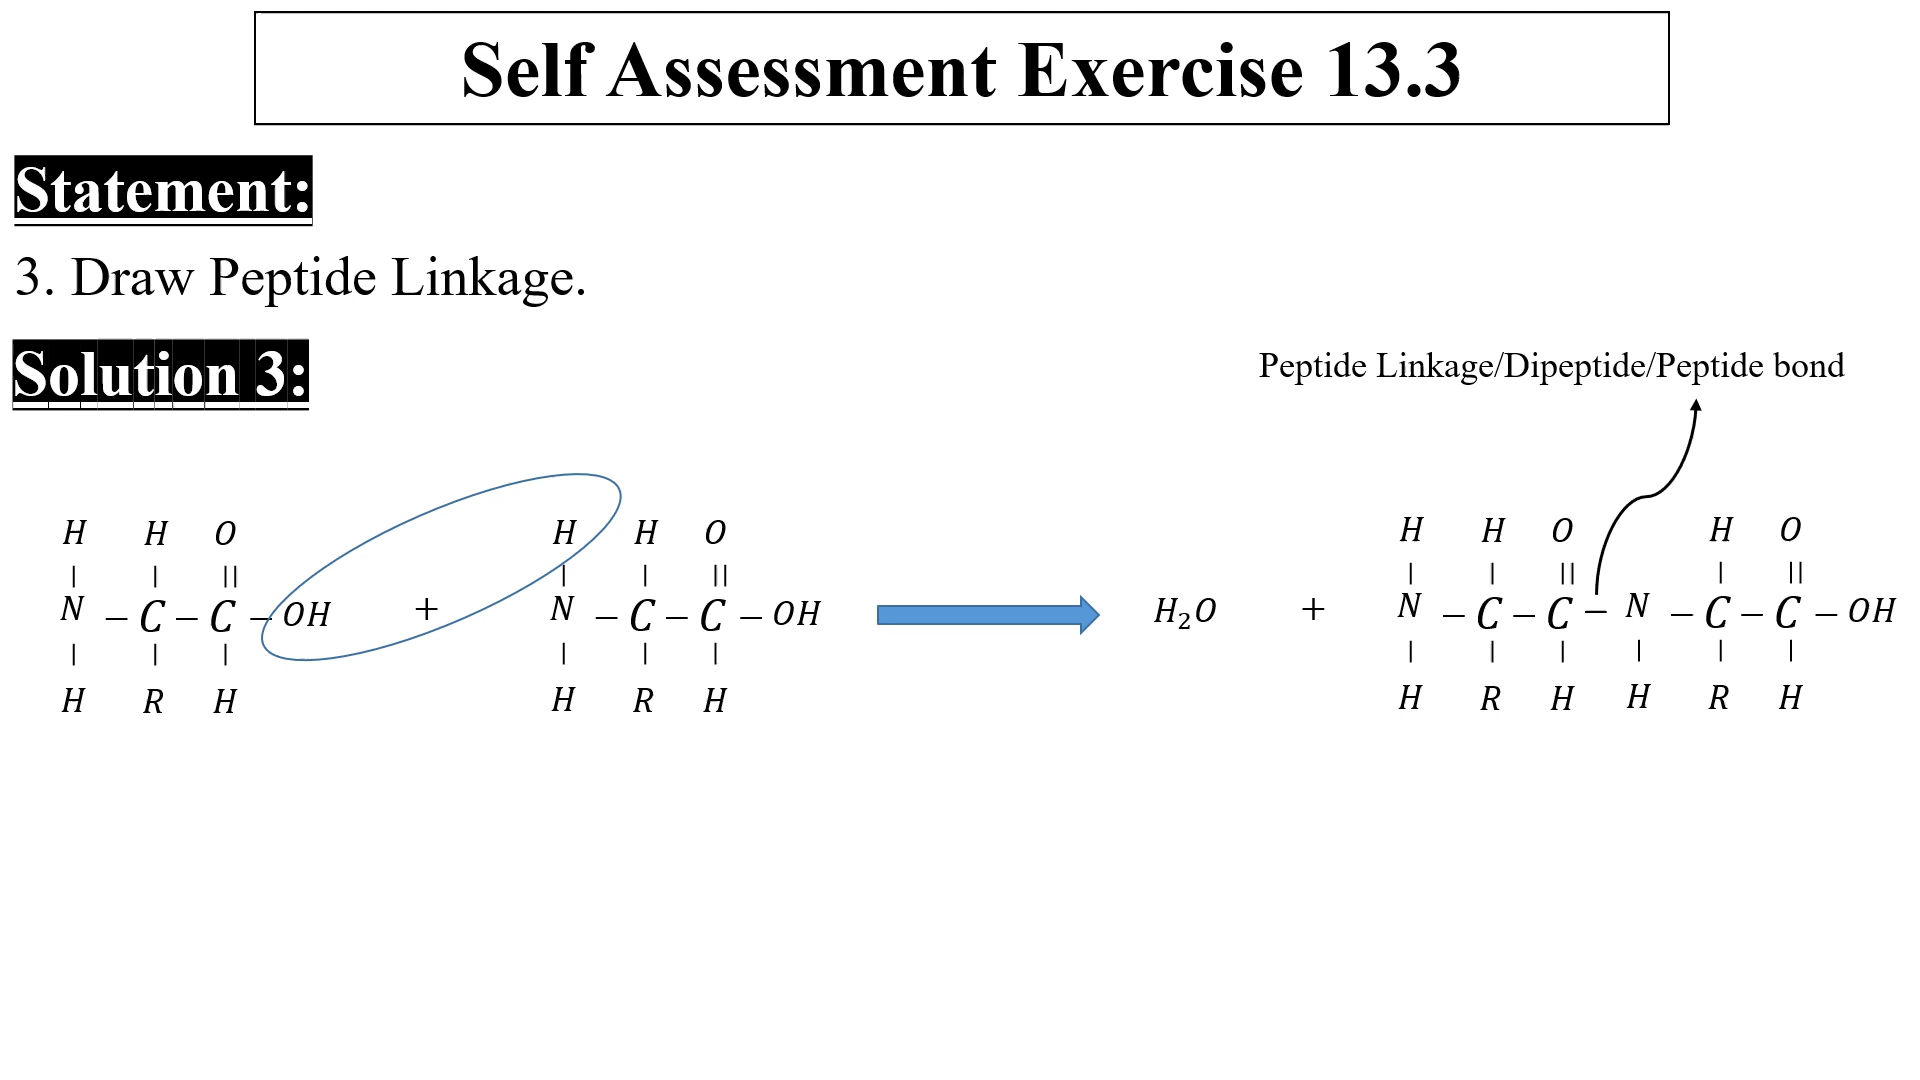 Self Assessment Exercise 13.3
Statement:
3. Draw Peptide Linkage.
Solution 3:
Peptide Linkage/Dipeptide/Peptide bond
H H O H H O H H O H O
| | || | | || | | || | ||
N – C – C – OH + N – C – C – OH H₂O + N – C – C – N – C – C – OH
| | | | | | | | | | | |
H R H H R H H R H H R H